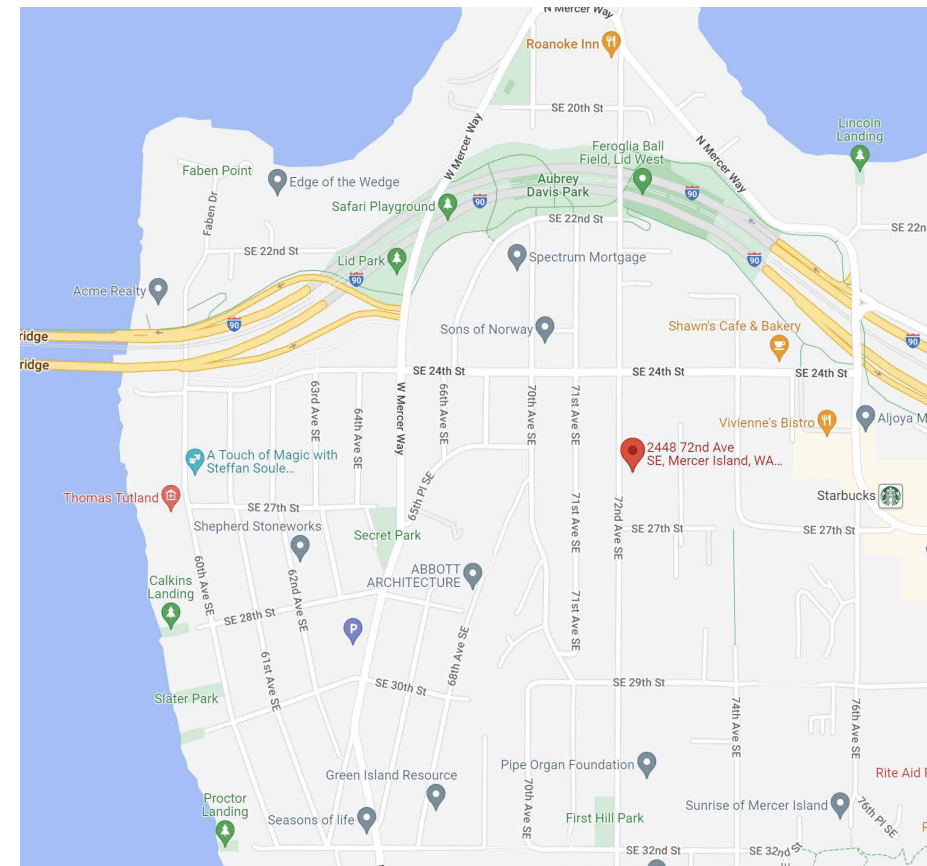 N Mercer Way
Roanoke Inn
SE 20th St
W Mercer Way
N Mercer Way
Lincoln
Landing
Feroglia Ball
Field, Lid West
Faben Point
Edge of the Wedge
Aubrey
Davis Park
90
90
Safari Playground
Faben Dr
SE 22nd St
SE 22n
SE 22nd St
Lid Park
Spectrum Mortgage
90
90
Acme Realty
90
Sons of Norway
Shawn's Cafe & Bakery
ridge
90
ridge
SE 24th St
SE 24th St
SE 24th St
63rd Ave SE
64th Ave SE
W Mercer Way
66th Ave SE
70th Ave SE
71st Ave SE
Vivienne's Bistro
Aljoya M
2448 72nd Ave
SE, Mercer Island, WA...
A Touch of Magic with
Steffan Soule...
Thomas Tutland
65th Pl SE
Starbucks
SE 27th St
71st Ave SE
72nd Ave SE
SE 27th St
SE 27th St
Shepherd Stoneworks
Secret Park
60th Ave SE
62nd Ave SE
ABBOTT
ARCHITECTURE
Calkins
Landing
SE 28th St
71st Ave SE
P
61st Ave SE
68th Ave SE
SE 30th St
SE 29th St
Slater Park
74th Ave SE
76th Ave SE
Pipe Organ Foundation
Green Island Resource
Rite Aid
70th Ave SE
76th Pl SE
Proctor
Landing
Seasons of life
First Hill Park
Sunrise of Mercer Island
SE 32nd St
SE 32nd St